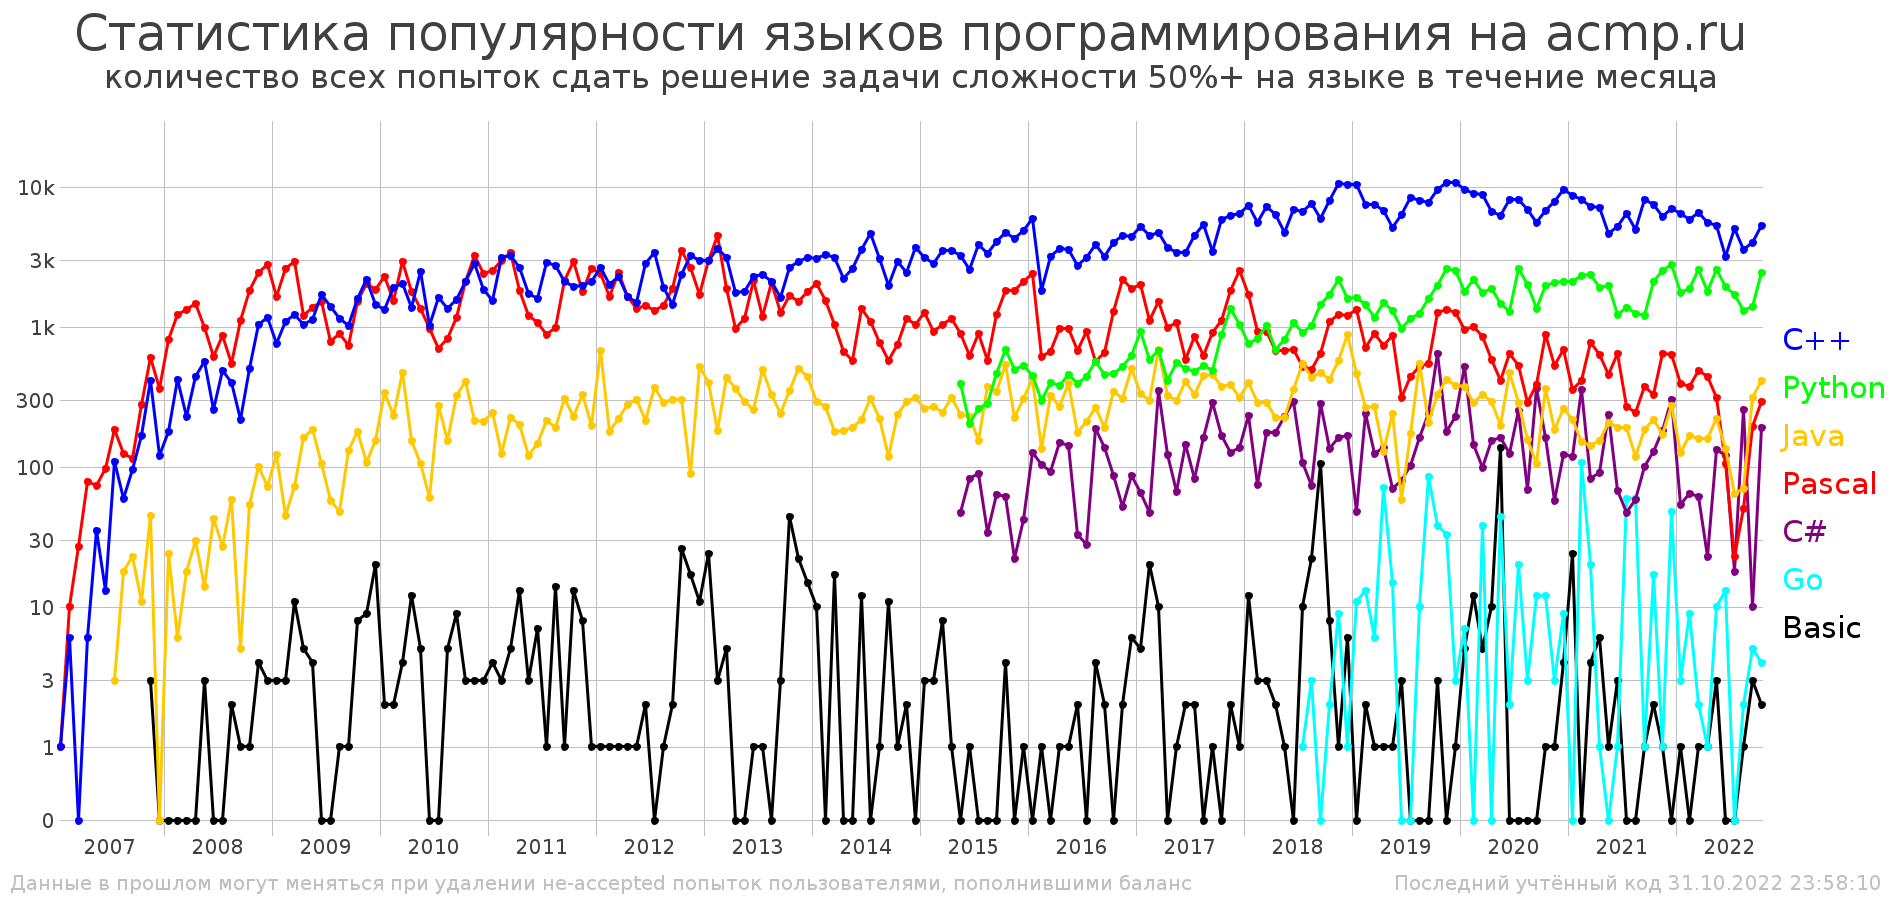 Статистика популярности языков программирования на acmp.ru
количество всех попыток сдать решение задачи сложности 50%+ на языке в течение месяца
10k
3k
1k
300
100
30
10
3
1
0
C++
Python
Java
Pascal
C#
Go
Basic
2007 2008 2009 2010 2011 2012 2013 2014 2015 2016 2017 2018 2019 2020 2021 2022
Данные в прошлом могут меняться при удалении не-accepted попыток пользователями, пополнившими баланс
Последний учтённый код 31.10.2022 23:58:10